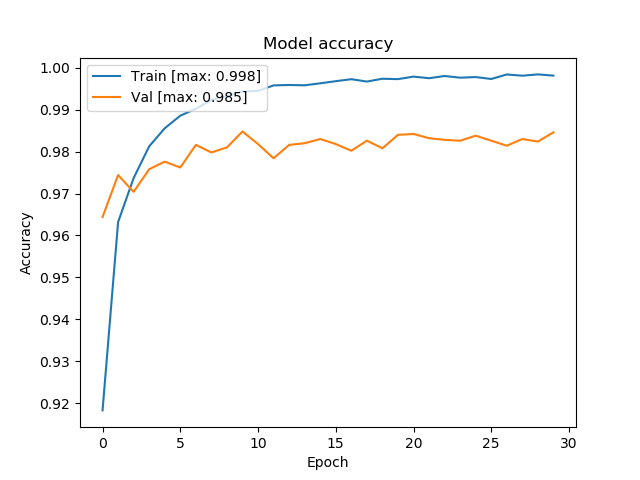 Model accuracy
Train [max: 0.998]
Val [max: 0.985]
1.00
0.99
0.98
0.97
0.96
0.95
0.94
0.93
0.92
Accuracy
0 5 10 15 20 25 30
Epoch